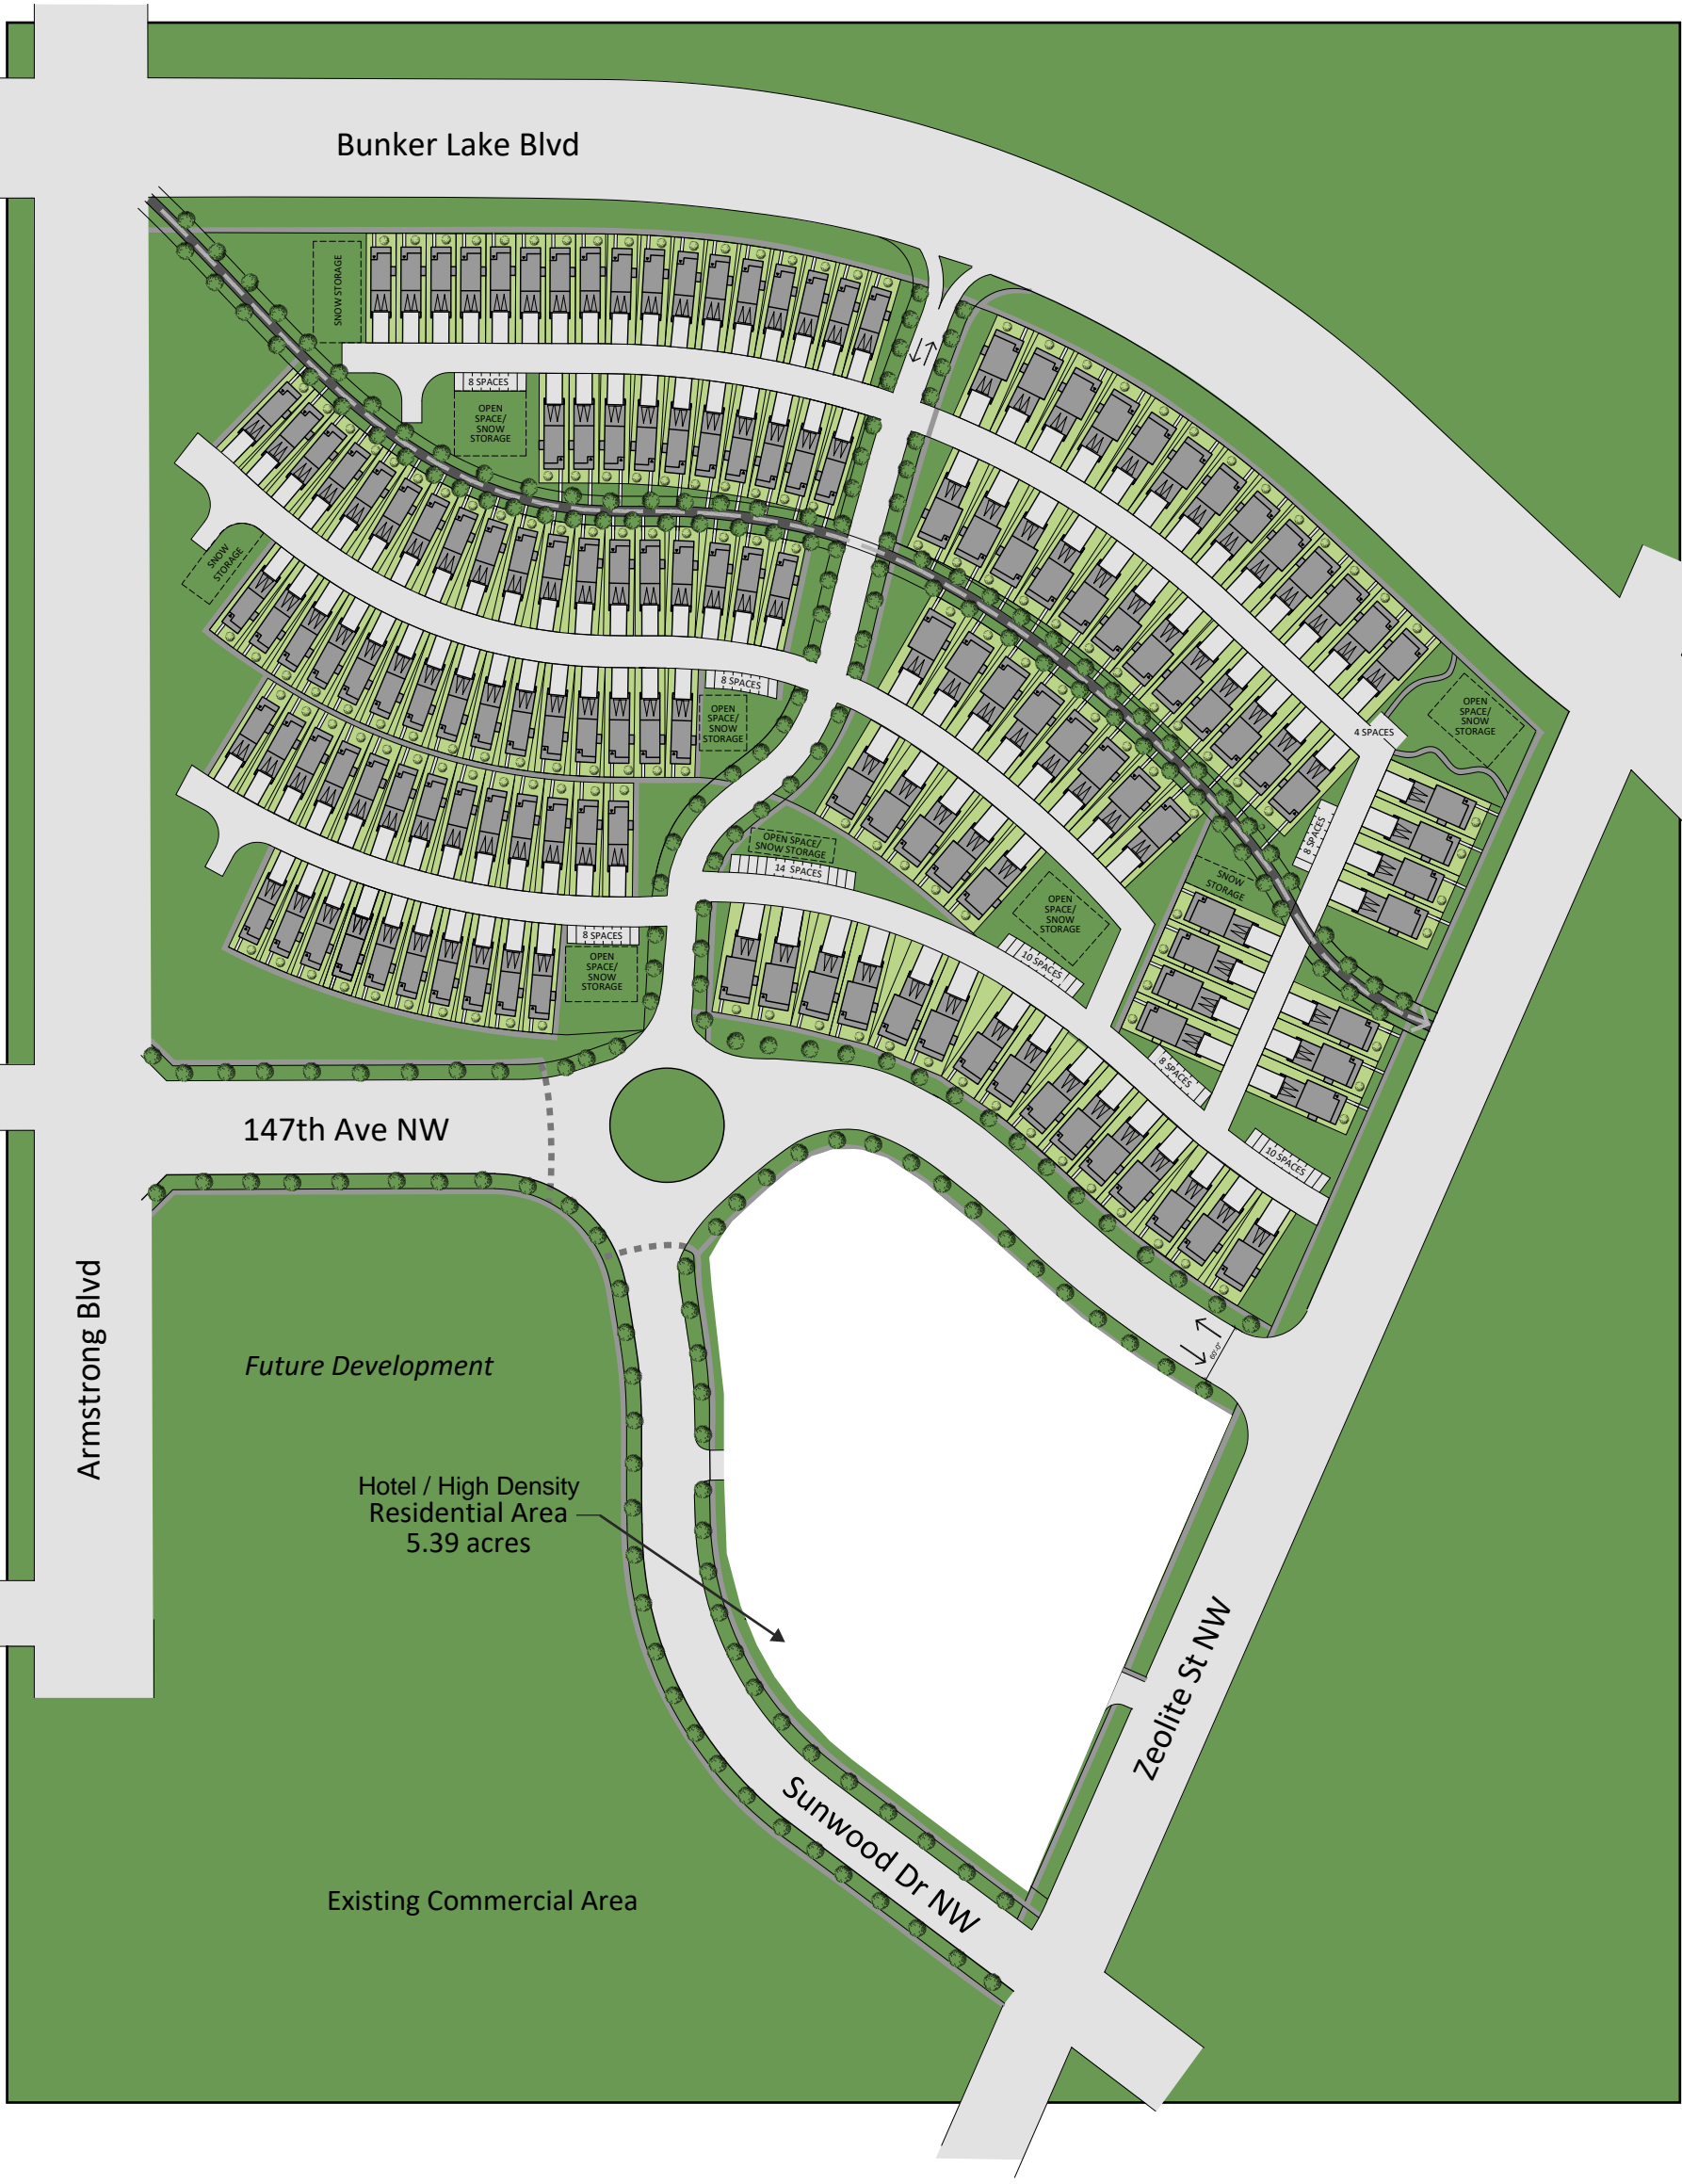 Bunker Lake Blvd
SNOW STORAGE
8 SPACES
OPEN
SPACE/
SNOW
STORAGE
SNOW
STORAGE
8 SPACES
OPEN
SPACE/
SNOW
STORAGE
OPEN
SPACE/
SNOW
STORAGE
4 SPACES
8 SPACES
OPEN SPACE/
SNOW STORAGE
14 SPACES
SNOW
STORAGE
OPEN
SPACE/
SNOW
STORAGE
8 SPACES
OPEN
SPACE/
SNOW
STORAGE
10 SPACES
8 SPACES
10 SPACES
147th Ave NW
60'-0"
Armstrong Blvd
Future Development
Hotel / High Density
Residential Area
5.39 acres
Zeolite St NW
Sunwood Dr NW
Existing Commercial Area